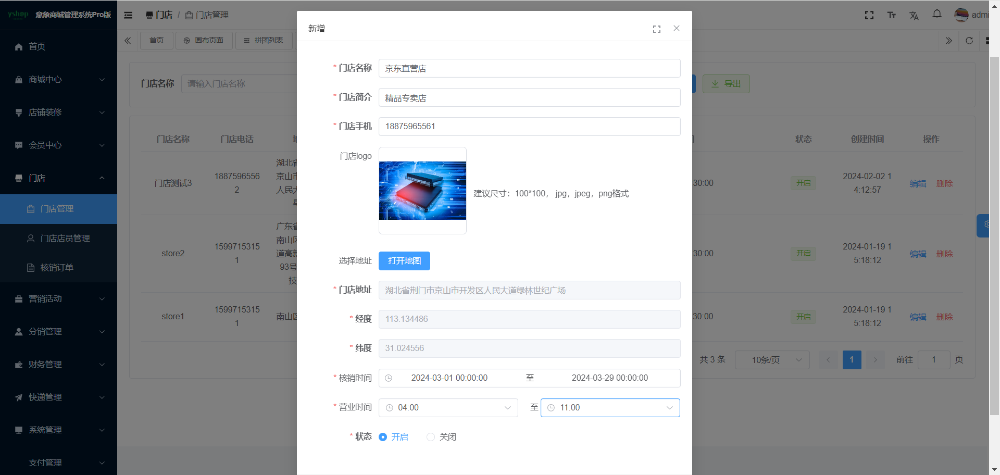 yshop 意象商城管理系统Pro版
门店 / 门店管理
admi
首页 画布页面 拼团列表
首页
商城中心
店铺装修
会员中心
门店
门店管理
门店店员管理
核销订单
营销活动
分销管理
财务管理
快递管理
系统管理
支付管理
门店名称 请输入门店名称
导出
门店名称 门店电话 状态 创建时间 操作
门店测试3
1887596556
2
湖北省
京山市
人民大
30:00
开启
2024-02-02 1
4:12:57
编辑 删除
store2
1599715315
1
广东省
南山区
道高新
93号
技
30:00
开启
2024-01-19 1
5:18:12
编辑 删除
store1
1599715315
1
南山区
30:00
开启
2024-01-19 1
5:18:12
编辑 删除
共 3 条 10条/页 1 前往 1 页
新增
* 门店名称 京东直营店
* 门店简介 精品专卖店
* 门店手机 18875965561
门店logo
建议尺寸：100*100， jpg，jpeg，png格式
选择地址 打开地图
* 门店地址 湖北省荆门市京山市开发区人民大道绿林世纪广场
* 经度 113.134486
* 纬度 31.024556
* 核销时间 2024-03-01 00:00:00 至 2024-03-29 00:00:00
* 营业时间 04:00 至 11:00
* 状态 开启 关闭